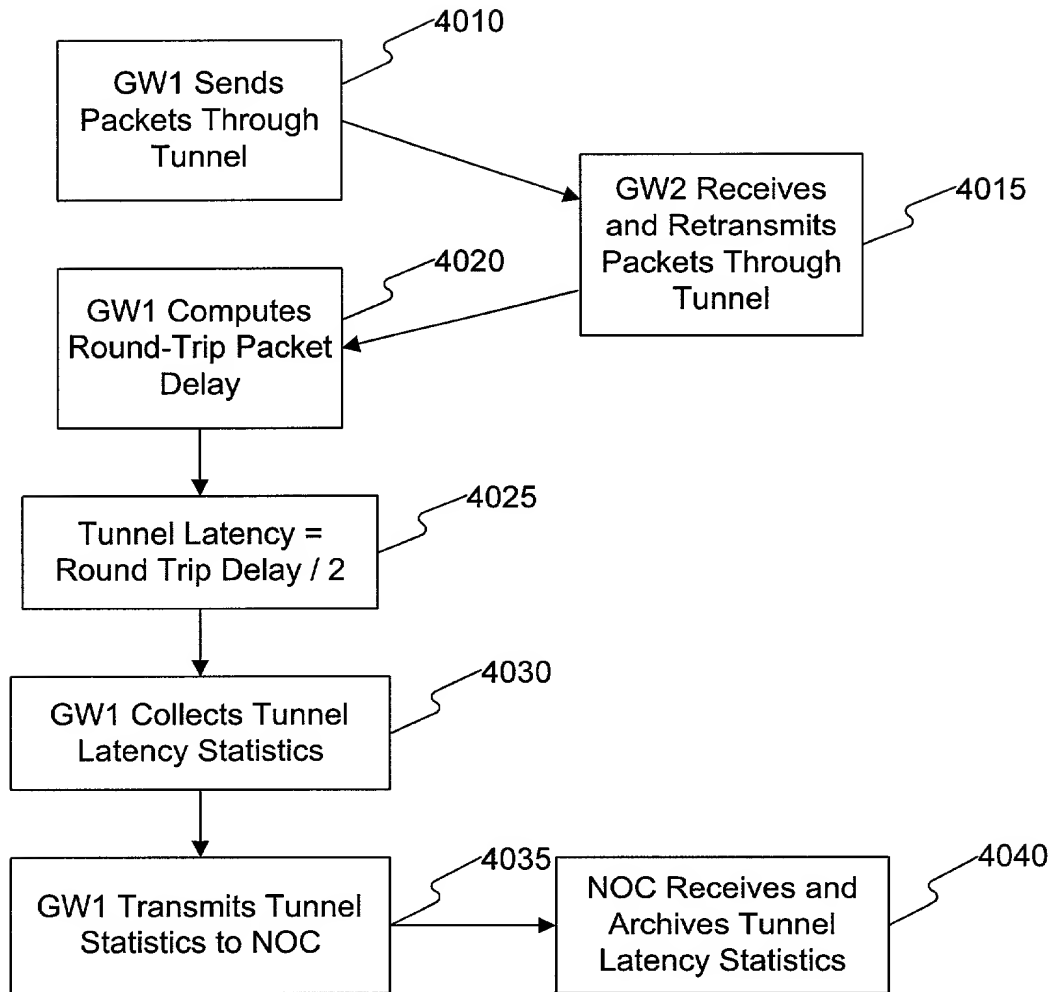 4010
GW1 Sends
Packets Through
Tunnel
GW2 Receives
and Retransmits
Packets Through
Tunnel
4015
4020
GW1 Computes
Round-Trip Packet
Delay
4025
Tunnel Latency =
Round Trip Delay / 2
4030
GW1 Collects Tunnel
Latency Statistics
4035
GW1 Transmits Tunnel
Statistics to NOC
4040
NOC Receives and
Archives Tunnel
Latency Statistics